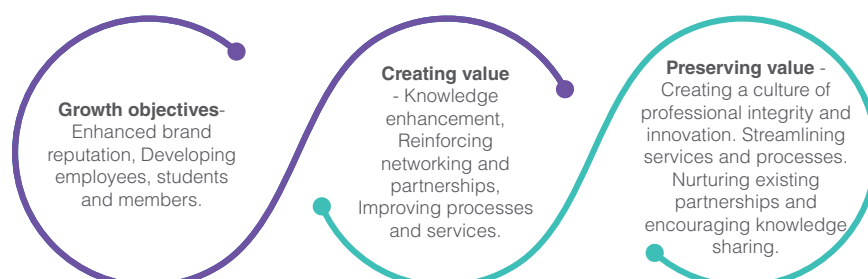 Growth objectives-
Enhanced brand
reputation, Developing
employees, students
and members.
Creating value
- Knowledge
enhancement,
Reinforcing
networking and
partnerships,
Improving processes
and services.
Preserving value -
Creating a culture of
professional integrity and
innovation. Streamlining
services and processes.
Nurturing existing
partnerships and
encouraging knowledge
sharing.